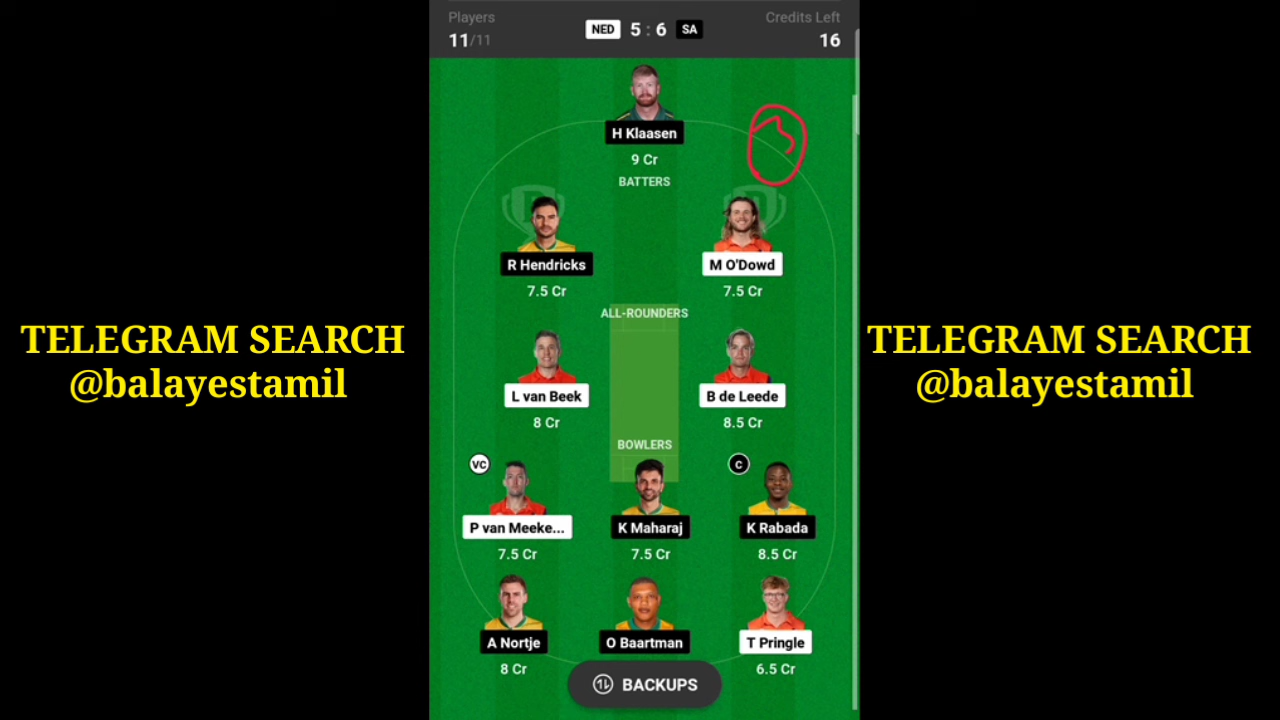 Players
Credits Left
NED 5 : 6 SA
11/11
16
H Klaasen
9 Cr
BATTERS
R Hendricks
M O'Dowd
7.5 Cr
7.5 Cr
ALL-ROUNDERS
TELEGRAM SEARCH
@balayestamil
TELEGRAM SEARCH
@balayestamil
L van Beek
B de Leede
8 Cr
8.5 Cr
BOWLERS
VC
C
P van Meeke...
K Maharaj
K Rabada
7.5 Cr
7.5 Cr
8.5 Cr
A Nortje
O Baartman
T Pringle
8 Cr
6.5 Cr
BACKUPS